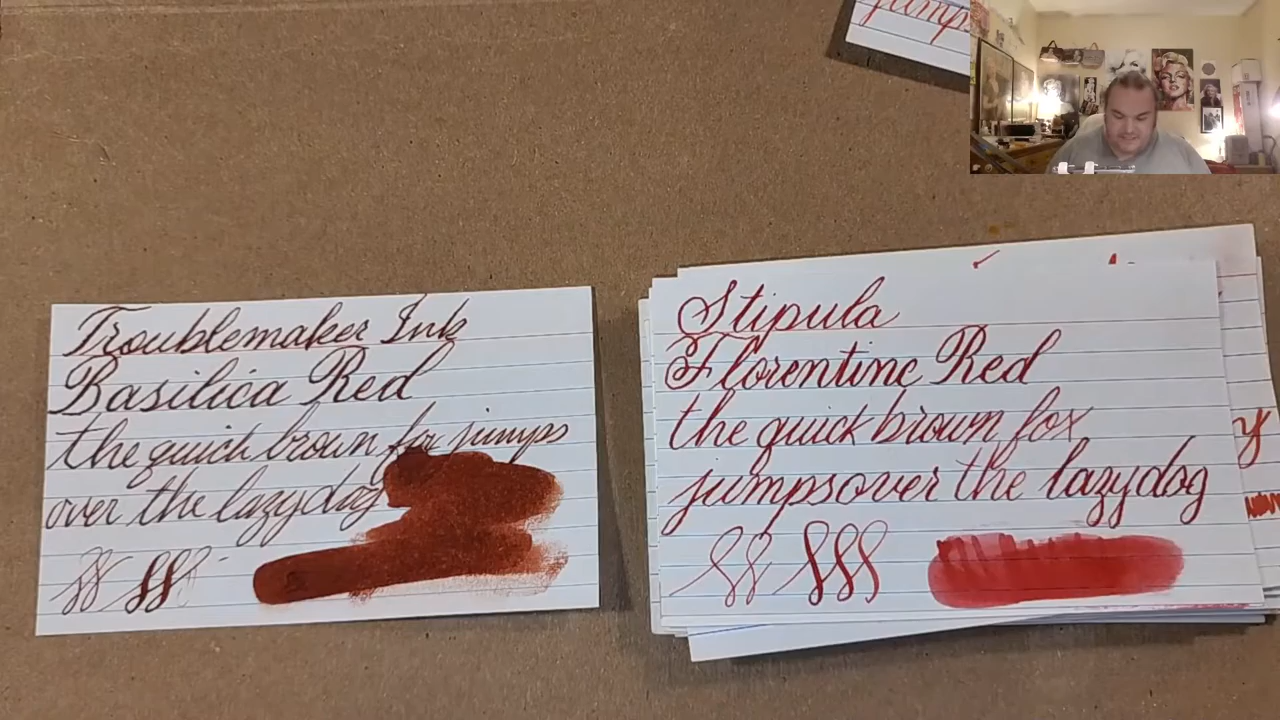 jump
Troublemaker Ink
Basilica Red
the quick brown fox jumps
over the lazy dog
Stipula
Florentine Red
the quick brown fox
jumps over the lazy dog
y